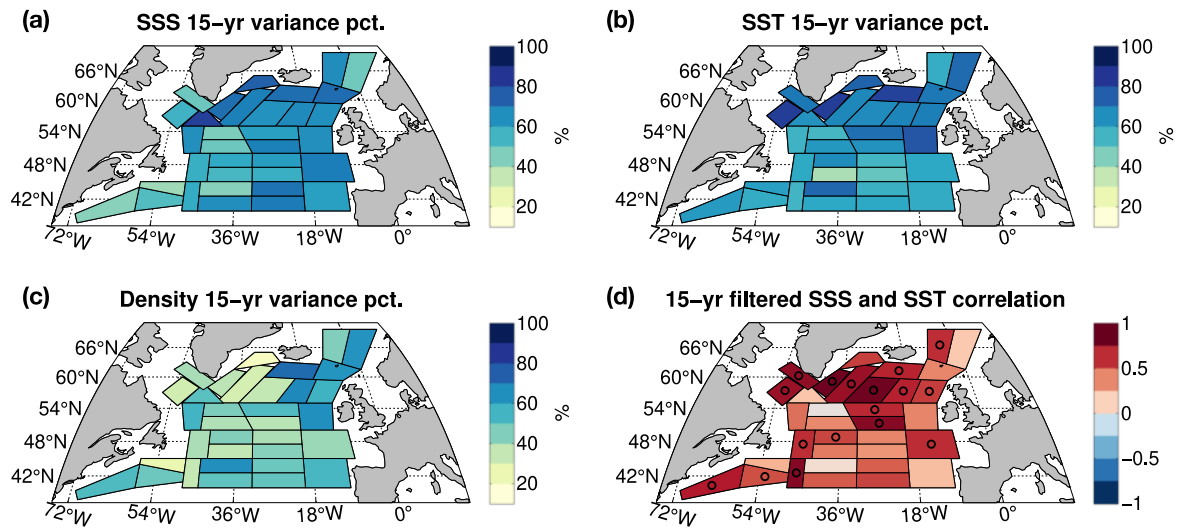 (a) SSS 15-yr variance pct.
66°N
60°N
54°N
48°N
42°N
72°W 54°W 36°W 18°W 0°
100
80
60
40
20
%
(b) SST 15-yr variance pct.
66°N
60°N
54°N
48°N
42°N
72°W 54°W 36°W 18°W 0°
100
80
60
40
20
%
(c) Density 15-yr variance pct.
66°N
60°N
54°N
48°N
42°N
72°W 54°W 36°W 18°W 0°
100
80
60
40
20
%
(d) 15-yr filtered SSS and SST correlation
66°N
60°N
54°N
48°N
42°N
72°W 54°W 36°W 18°W 0°
1
0.5
0
-0.5
-1